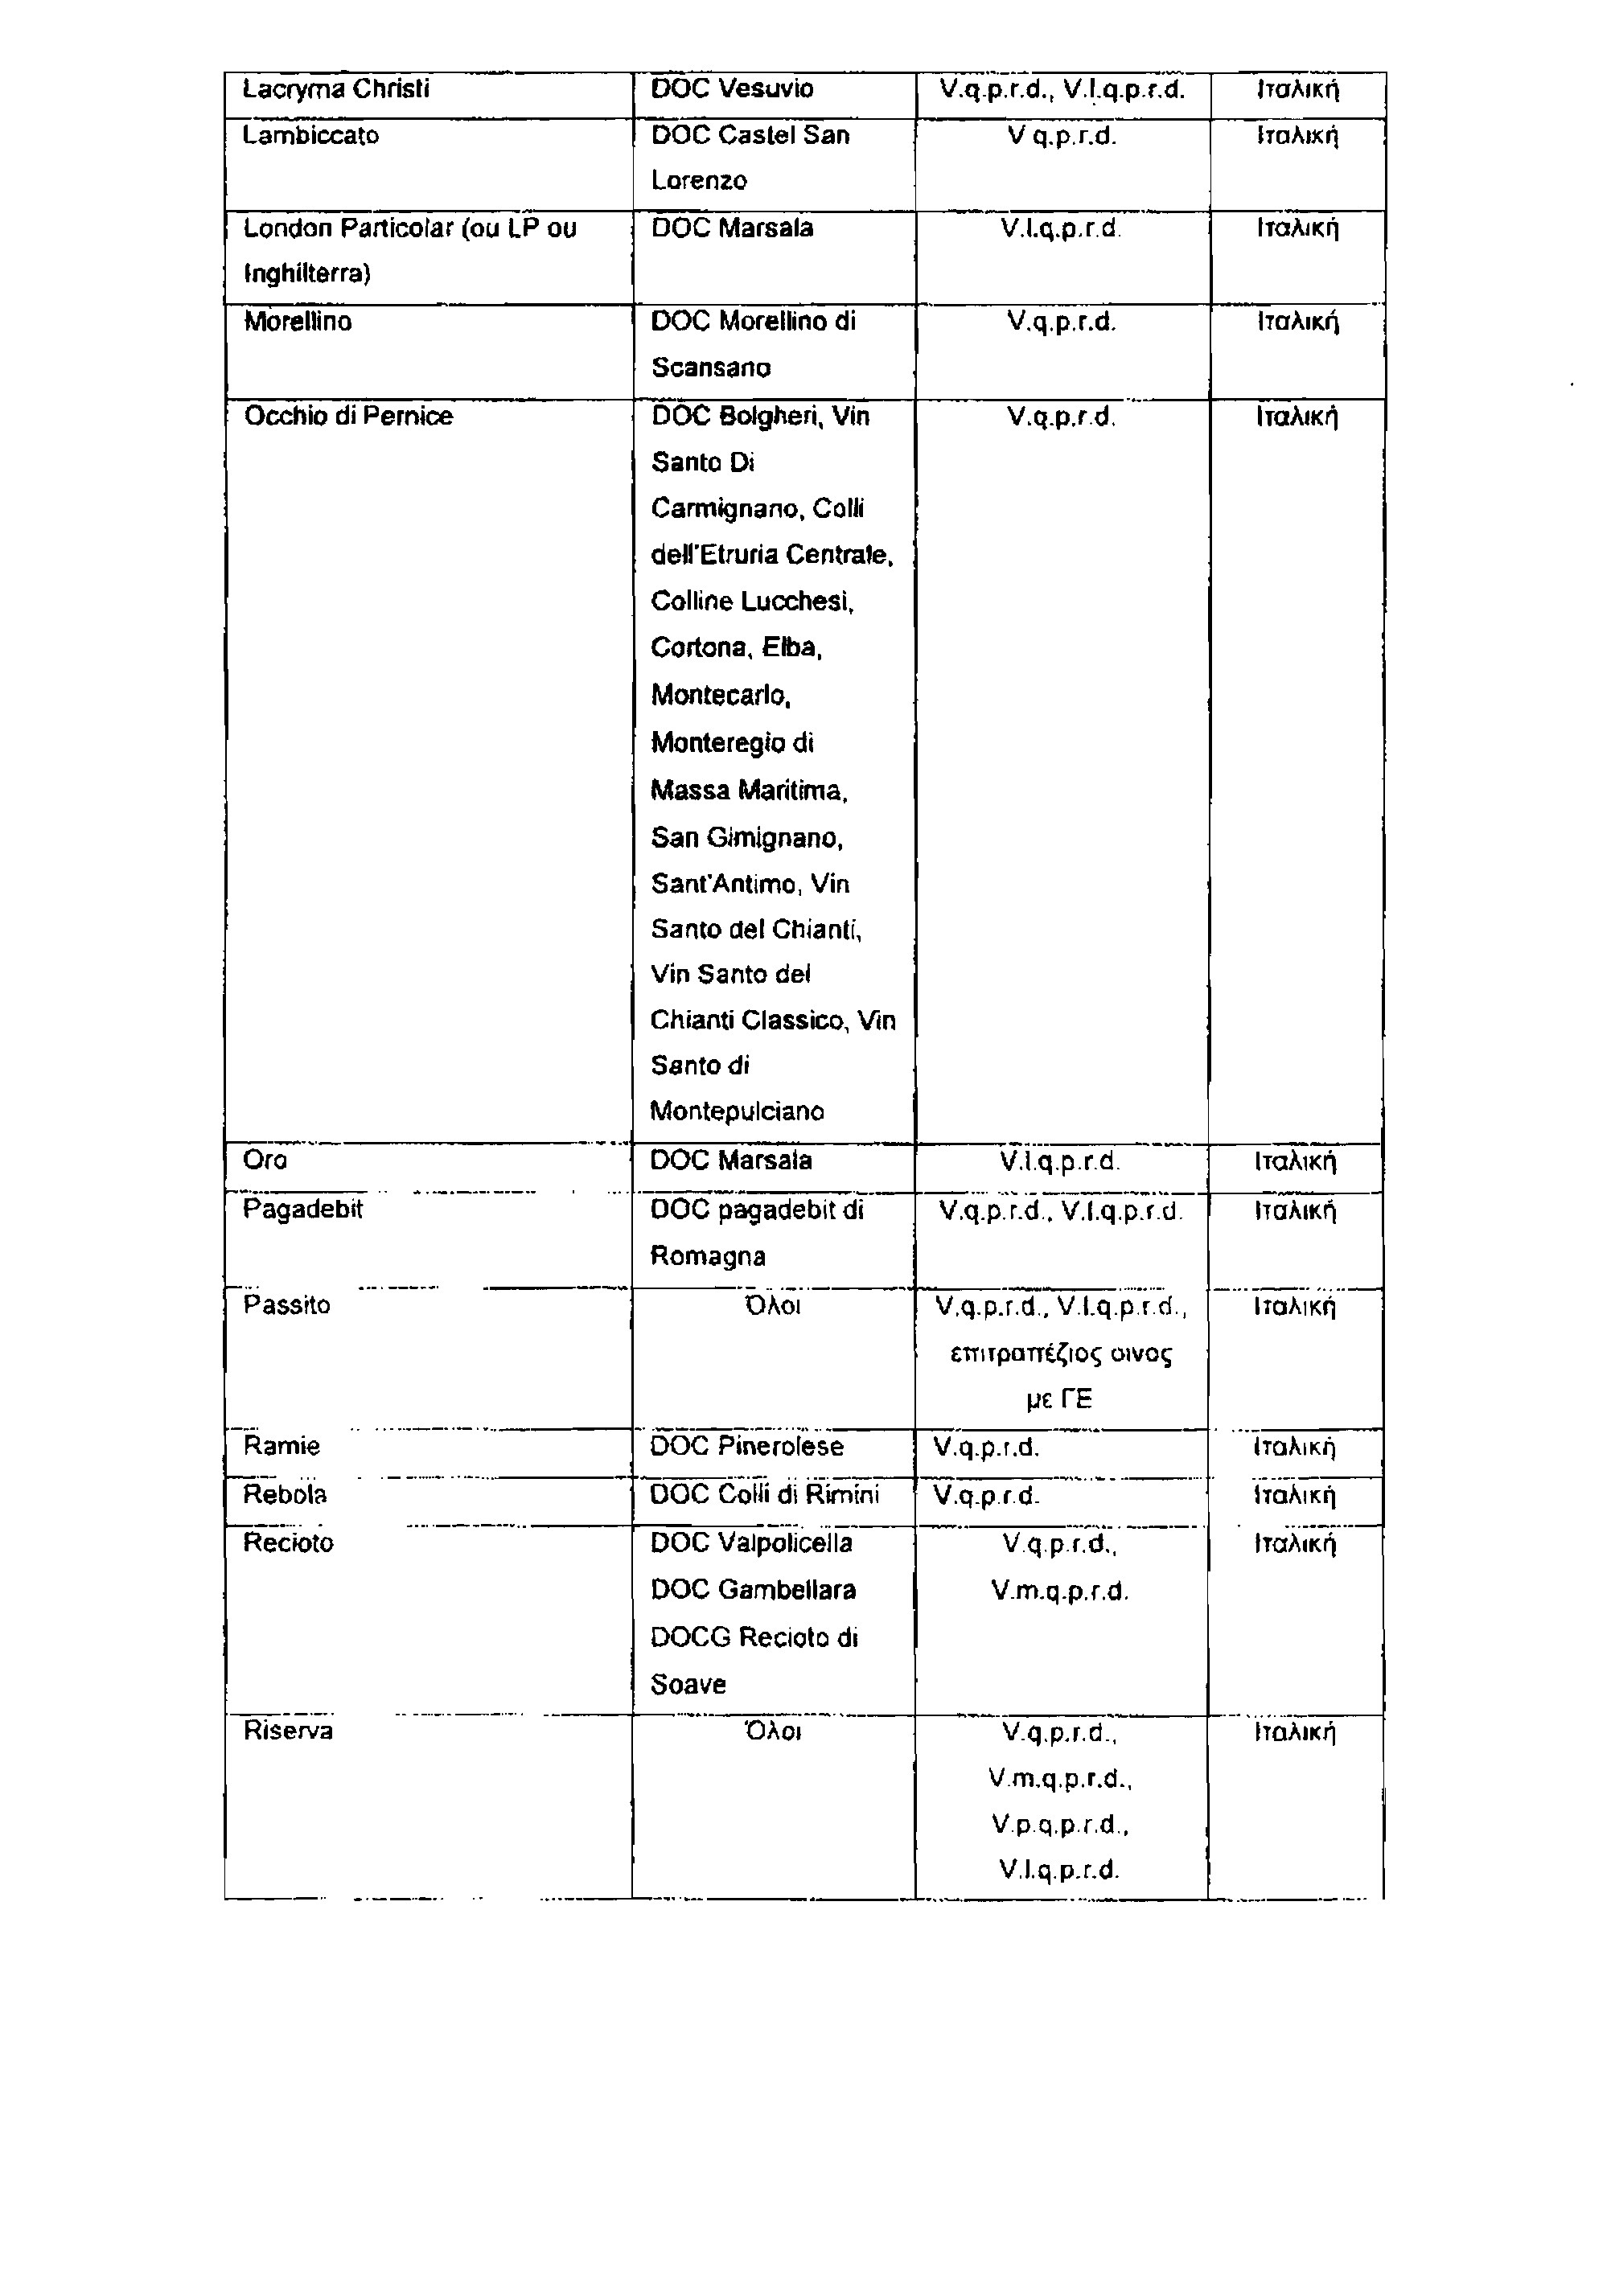 Lacryma Christi DOC Vesuvio V.q.p.r.d., V.l.q.p.r.d. Ιταλική
Lambiccato DOC Castel San V q.p.r.d. Ιταλική
Lorenzo
London Particolar (ou LP ou DOC Marsala V.l.q.p.r.d. Ιταλική
Inghilterra)
Morellino DOC Morellino di V.q.p.r.d. Ιταλική
Scansano
Occhio di Pernice DOC Bolgheri, Vin V.q.p.r.d. Ιταλική
Santo Di
Carmignano, Colli
dell'Etruria Centrale,
Colline Lucchesi,
Cortona, Elba,
Montecarlo,
Monteregio di
Massa Maritima,
San Gimignano,
Sant'Antimo, Vin
Santo del Chianti,
Vin Santo del
Chianti Classico, Vin
Santo di
Montepulciano
Oro DOC Marsala V.l.q.p.r.d. Ιταλική
Pagadebit DOC pagadebit di V.q.p.r.d., V.l.q.p.r.d. Ιταλική
Romagna
Passito Όλοι V.q.p.r.d., V.l.q.p.r.d., Ιταλική
επιτραπέζιος οινος
με ΓΕ
Ramie DOC Pinerolese V.q.p.r.d. Ιταλική
Rebola DOC Colli di Rimini V.q.p.r.d. Ιταλική
Recioto DOC Valpolicella V.q.p.r.d., Ιταλική
DOC Gambellara V.m.q.p.r.d.
DOCG Recioto di
Soave
Riserva Όλοι V.q.p.r.d., Ιταλική
V.m.q.p.r.d.,
V.p.q.p.r.d.,
V.l.q.p.r.d.